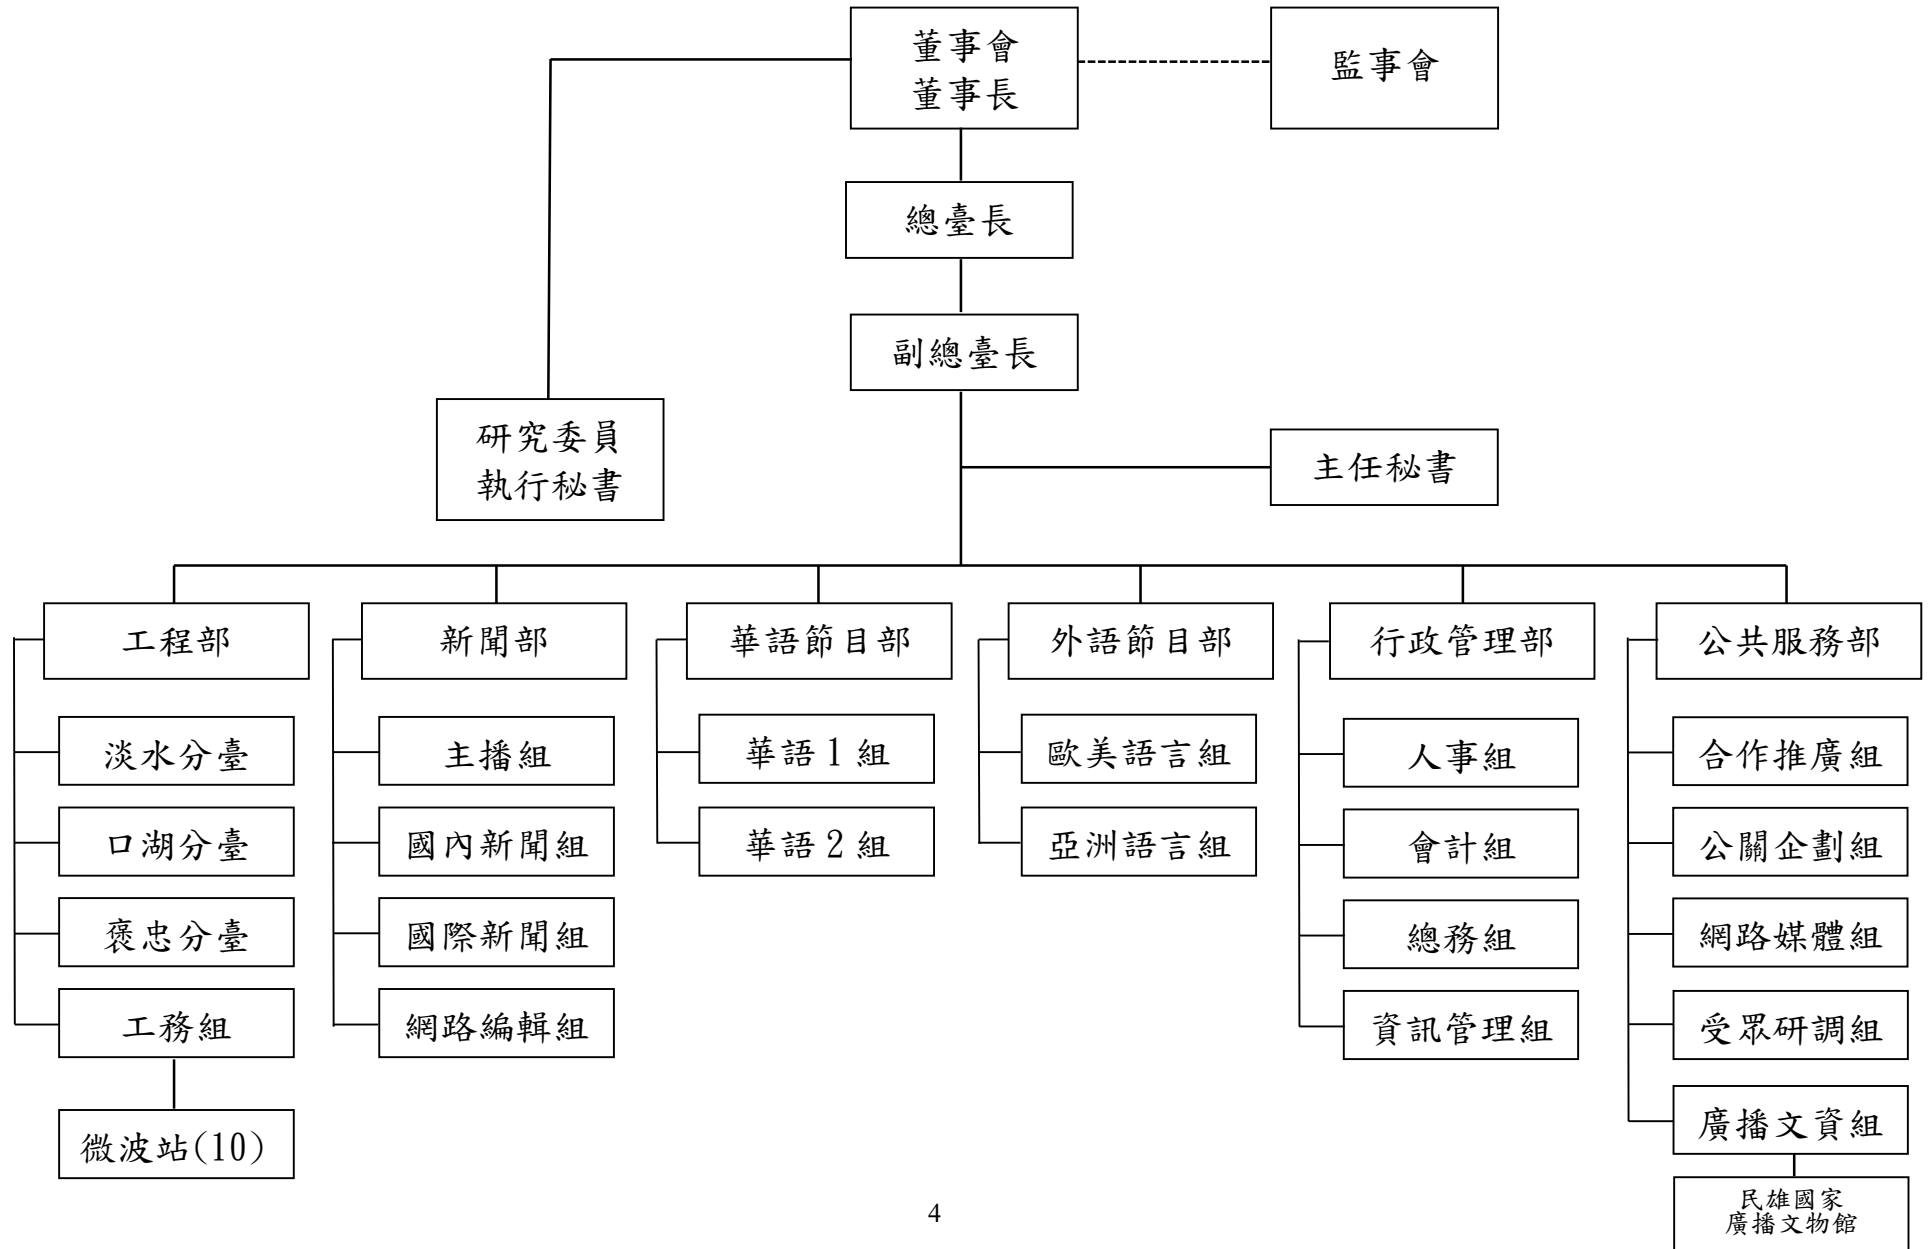 董事會
董事長
監事會
總臺長
副總臺長
研究委員
執行秘書
主任秘書
工程部
淡水分臺
口湖分臺
褒忠分臺
工務組
微波站(10)
新聞部
主播組
國內新聞組
國際新聞組
網路編輯組
華語節目部
華語1組
華語2組
外語節目部
歐美語言組
亞洲語言組
行政管理部
人事組
會計組
總務組
資訊管理組
公共服務部
合作推廣組
公關企劃組
網路媒體組
受眾研調組
廣播文資組
民雄國家
廣播文物館
4